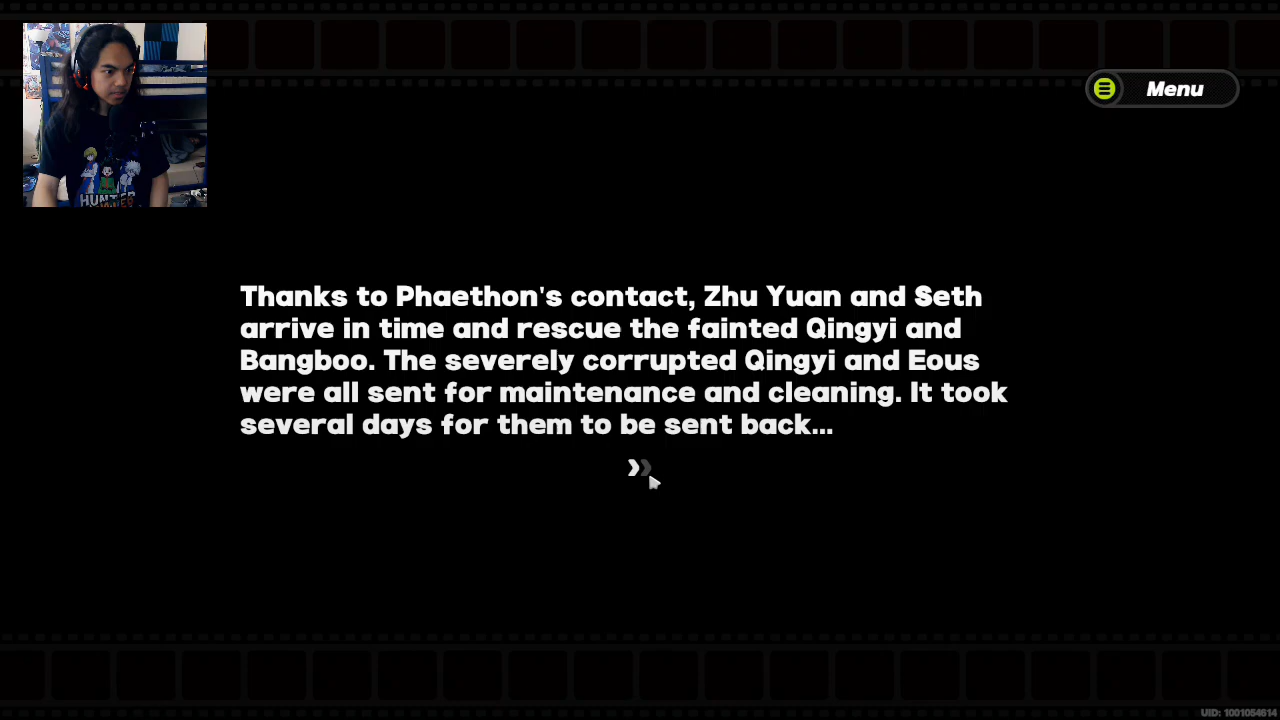 Menu
HUNTER
Thanks to Phaethon's contact, Zhu Yuan and Seth
arrive in time and rescue the fainted Qingyi and
Bangboo. The severely corrupted Qingyi and Eous
were all sent for maintenance and cleaning. It took
several days for them to be sent back...
UID: 1001054614